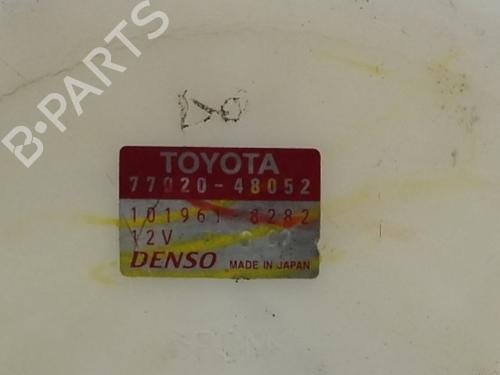 B-PARTS
TOYOTA
77020-48052
101961-8282
12V
DENSO MADE IN JAPAN